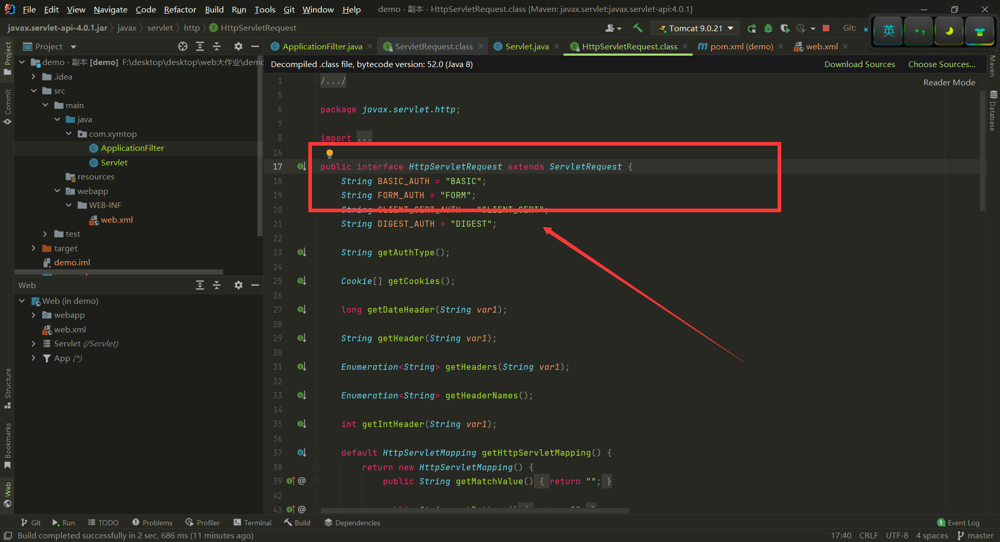 File Edit View Navigate Code Refactor Build Run Tools Git Window Help demo - 副本 - HttpServletRequest.class [Maven: javax.servlet:javax.servlet-api:4.0.1]
javax.servlet-api-4.0.1.jar javax servlet http HttpServletRequest Tomcat 9.0.21 Git: 英
Project
ApplicationFilter.java ServletRequest.class Servlet.java HttpServletRequest.class pom.xml (demo) web.xml
Decompiled .class file, bytecode version: 52.0 (Java 8) Download Sources Choose Sources...
Reader Mode
Project
Commit
Structure
Bookmarks
Web
Maven
Database
demo - 副本 [demo] F:\desktop\desktop\web大作业\demo
.idea
src
main
java
com.xymtop
ApplicationFilter
Servlet
resources
webapp
WEB-INF
web.xml
test
target
demo.iml
Web
Web (in demo)
webapp
web.xml
Servlet (/Servlet)
App (*)
1 /.../
5
6 package javax.servlet.http;
7
8 import ...
16
17 public interface HttpServletRequest extends ServletRequest {
18 String BASIC_AUTH = "BASIC";
19 String FORM_AUTH = "FORM";
20 String CLIENT_CERT_AUTH = "CLIENT_CERT";
21 String DIGEST_AUTH = "DIGEST";
22
23 String getAuthType();
24
25 Cookie[] getCookies();
26
27 long getDateHeader(String var1);
28
29 String getHeader(String var1);
30
31 Enumeration<String> getHeaders(String var1);
32
33 Enumeration<String> getHeaderNames();
34
35 int getIntHeader(String var1);
36
37 default HttpServletMapping getHttpServletMapping() {
38 return new HttpServletMapping() {
39 @ public String getMatchValue() { return ""; }
42
43 @
Git Run TODO Problems Profiler Terminal Build Dependencies 1 Event Log
Build completed successfully in 2 sec, 686 ms (11 minutes ago) 17:40 CRLF UTF-8 4 spaces master